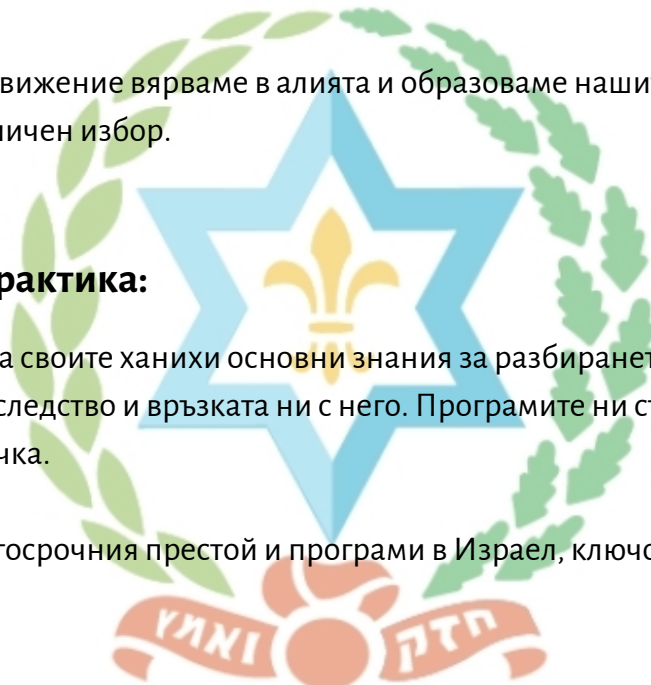 вижение вярваме в алията и образоваме наши
ичен избор.
рактика:
а своите ханихи основни знания за разбиранет
следство и връзката ни с него. Програмите ни ст
чка.
госрочния престой и програми в Израел, ключо
חזק ואמץ